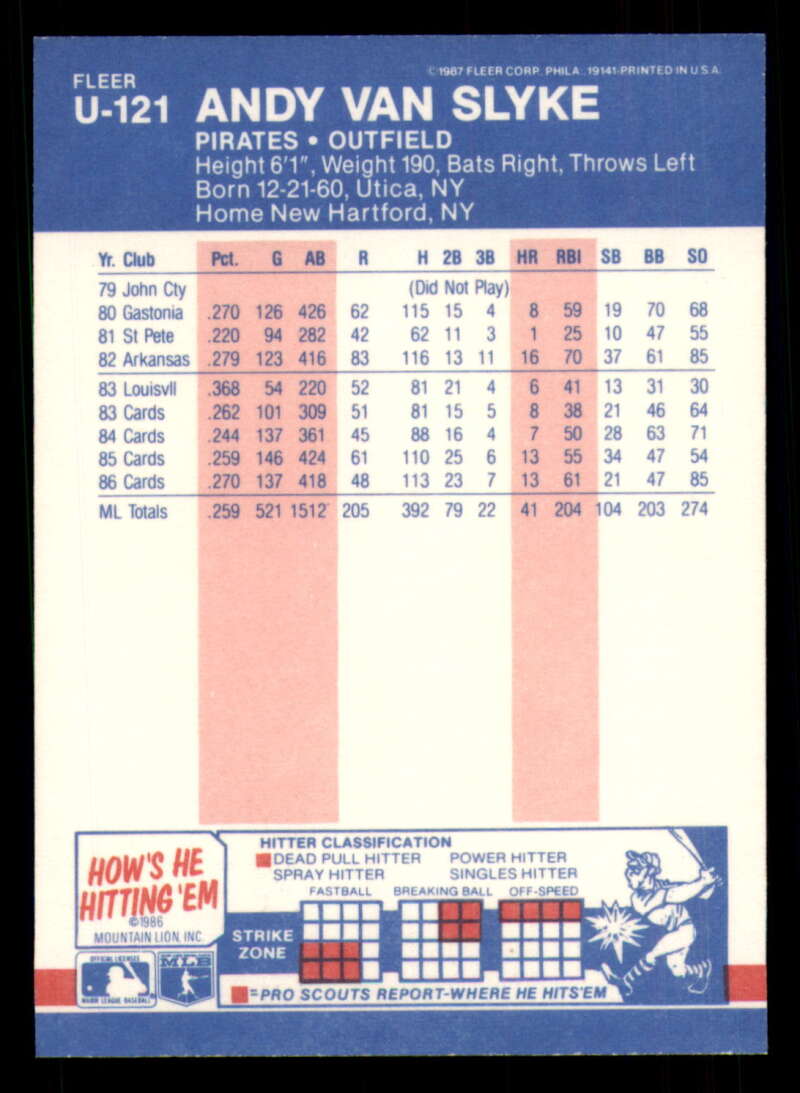 ©1987 FLEER CORP. PHILA., 19141-PRINTED IN U.S.A.
FLEER
U-121 ANDY VAN SLYKE
PIRATES • OUTFIELD
Height 6'1", Weight 190, Bats Right, Throws Left
Born 12-21-60, Utica, NY
Home New Hartford, NY
Yr. Club Pct. G AB R H 2B 3B HR RBI SB BB SO
79 John Cty (Did Not Play)
80 Gastonia .270 126 426 62 115 15 4 8 59 19 70 68
81 St Pete .220 94 282 42 62 11 3 1 25 10 47 55
82 Arkansas .279 123 416 83 116 13 11 16 70 37 61 85
83 Louisvll .368 54 220 52 81 21 4 6 41 13 31 30
83 Cards .262 101 309 51 81 15 5 8 38 21 46 64
84 Cards .244 137 361 45 88 16 4 7 50 28 63 71
85 Cards .259 146 424 61 110 25 6 13 55 34 47 54
86 Cards .270 137 418 48 113 23 7 13 61 21 47 85
ML Totals .259 521 1512 205 392 79 22 41 204 104 203 274
HOW'S HE
HITTING 'EM
©1986
MOUNTAIN LION, INC.
HITTER CLASSIFICATION
DEAD PULL HITTER POWER HITTER
SPRAY HITTER SINGLES HITTER
FASTBALL BREAKING BALL OFF-SPEED
STRIKE
ZONE
=PRO SCOUTS REPORT-WHERE HE HITS 'EM
OFFICIAL LICENSEE
MAJOR LEAGUE BASEBALL
MLB